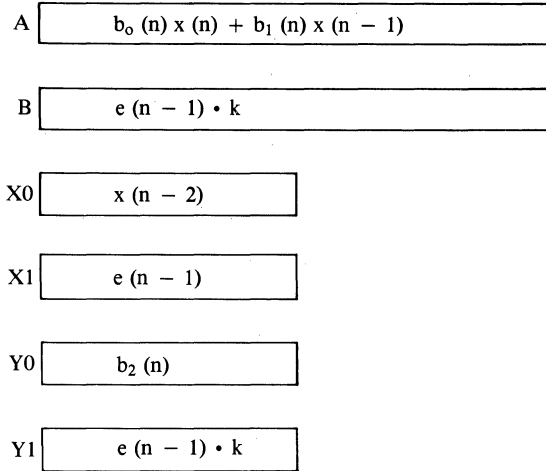 A b₀ (n) x (n) + b₁ (n) x (n − 1)
B e (n − 1) • k
X0 x (n − 2)
X1 e (n − 1)
Y0 b₂ (n)
Y1 e (n − 1) • k